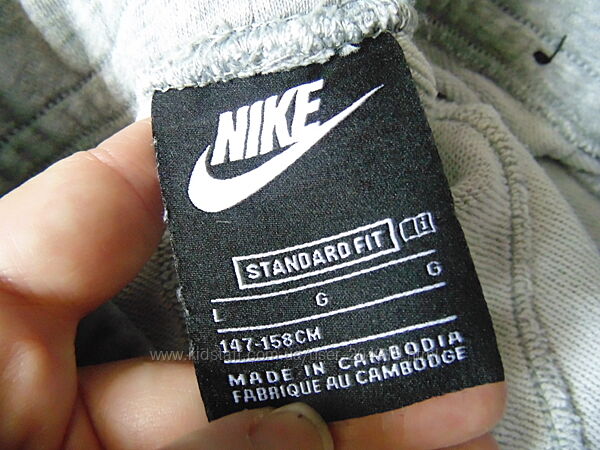 NIKE
STANDARD FIT
L G G
147-158CM
MADE IN CAMBODIA
FABRIQUE AU CAMBODGE